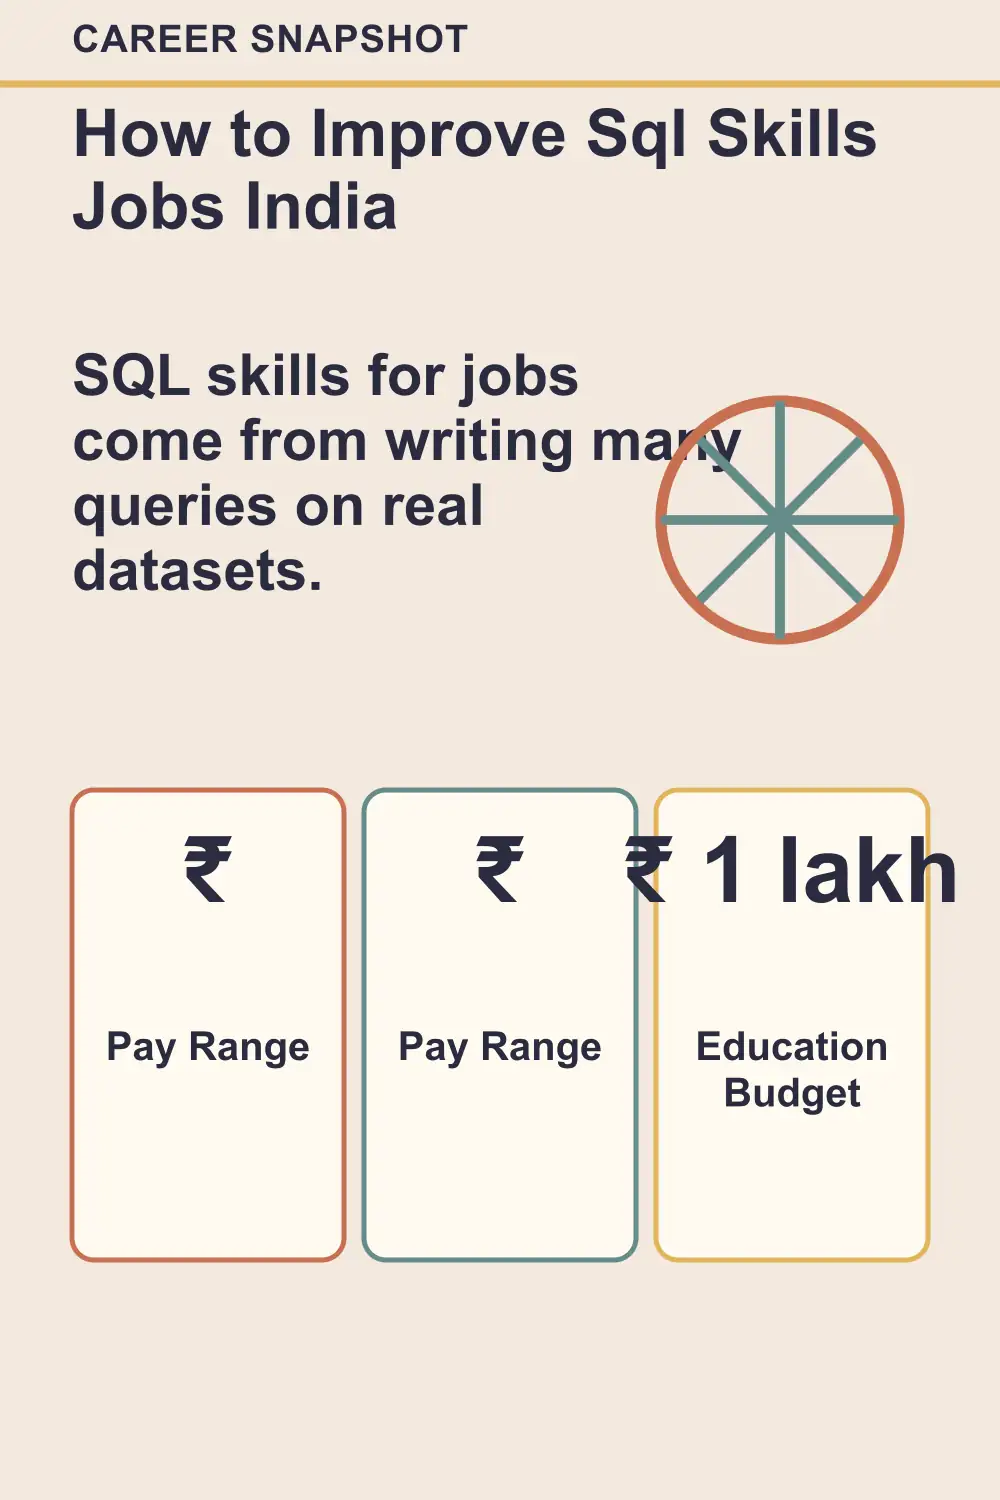 CAREER SNAPSHOT
How to Improve Sql Skills
Jobs India
SQL skills for jobs
come from writing many
queries on real
datasets.
₹
Pay Range
₹
Pay Range
₹ 1 lakh
Education
Budget